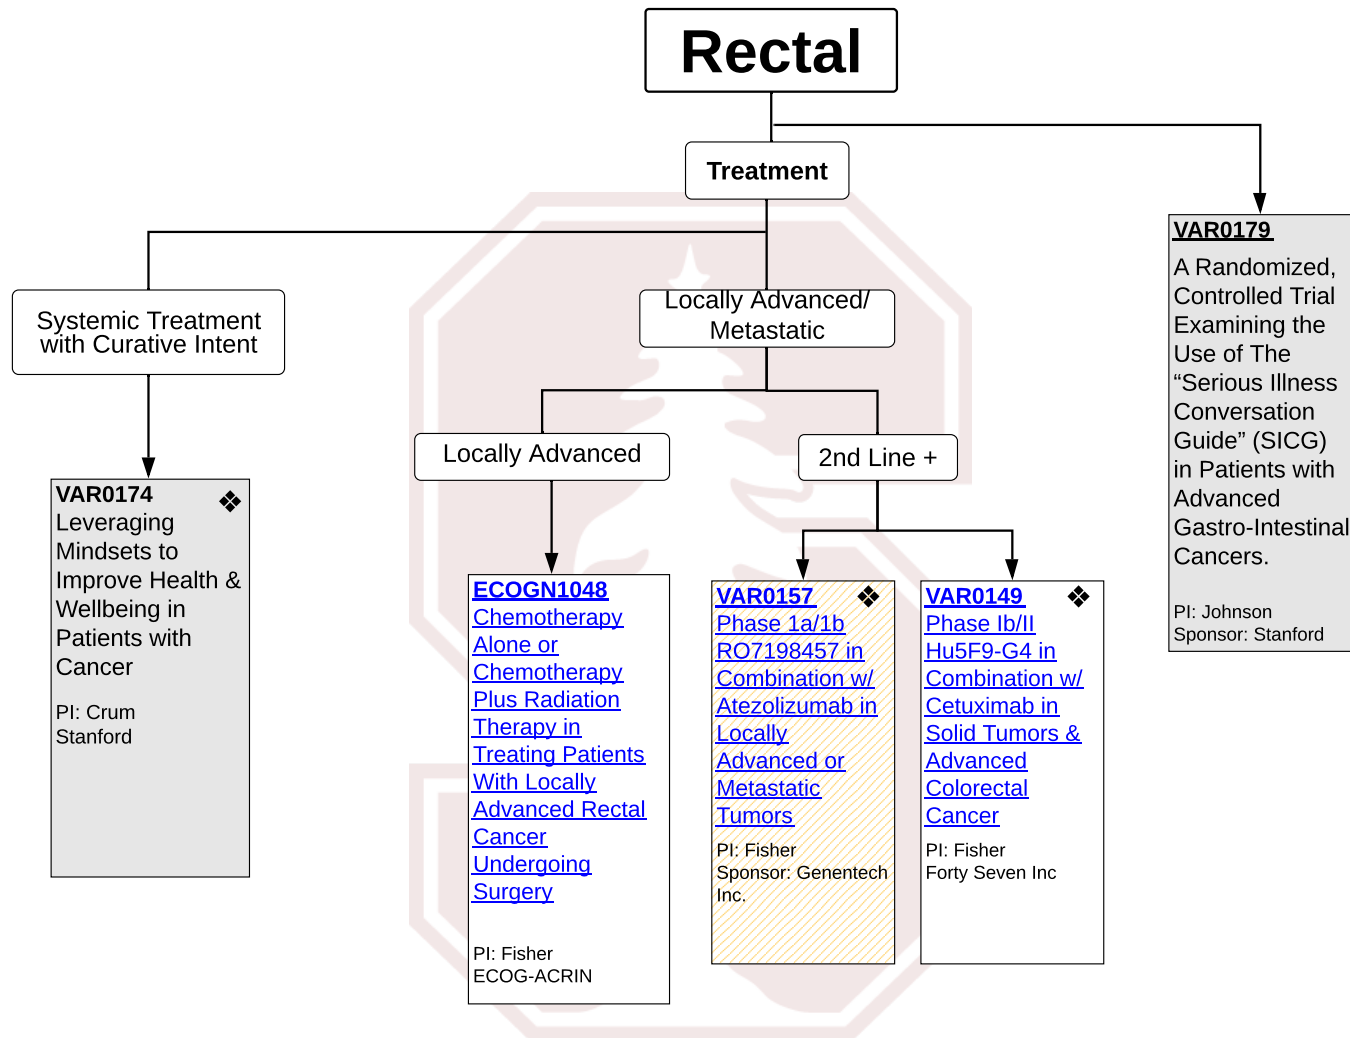 Rectal
Treatment
Systemic Treatment
with Curative Intent
Locally Advanced/
Metastatic
Locally Advanced
2nd Line +
VAR0174
Leveraging
Mindsets to
Improve Health &
Wellbeing in
Patients with
Cancer
PI: Crum
Stanford
ECOGN1048
Chemotherapy
Alone or
Chemotherapy
Plus Radiation
Therapy in
Treating Patients
With Locally
Advanced Rectal
Cancer
Undergoing
Surgery
PI: Fisher
ECOG-ACRIN
VAR0157
Phase 1a/1b
RO7198457 in
Combination w/
Atezolizumab in
Locally
Advanced or
Metastatic
Tumors
PI: Fisher
Sponsor: Genentech
Inc.
VAR0149
Phase Ib/II
Hu5F9-G4 in
Combination w/
Cetuximab in
Solid Tumors &
Advanced
Colorectal
Cancer
PI: Fisher
Forty Seven Inc
VAR0179
A Randomized,
Controlled Trial
Examining the
Use of The
“Serious Illness
Conversation
Guide” (SICG)
in Patients with
Advanced
Gastro-Intestinal
Cancers.
PI: Johnson
Sponsor: Stanford